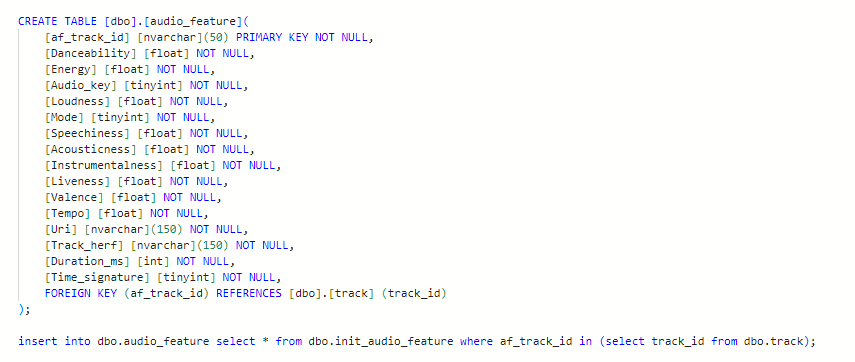 CREATE TABLE [dbo].[audio_feature](
[af_track_id] [nvarchar](50) PRIMARY KEY NOT NULL,
[Danceability] [float] NOT NULL,
[Energy] [float] NOT NULL,
[Audio_key] [tinyint] NOT NULL,
[Loudness] [float] NOT NULL,
[Mode] [tinyint] NOT NULL,
[Speechiness] [float] NOT NULL,
[Acousticness] [float] NOT NULL,
[Instrumentalness] [float] NOT NULL,
[Liveness] [float] NOT NULL,
[Valence] [float] NOT NULL,
[Tempo] [float] NOT NULL,
[Uri] [nvarchar](150) NOT NULL,
[Track_herf] [nvarchar](150) NOT NULL,
[Duration_ms] [int] NOT NULL,
[Time_signature] [tinyint] NOT NULL,
FOREIGN KEY (af_track_id) REFERENCES [dbo].[track] (track_id)
);
insert into dbo.audio_feature select * from dbo.init_audio_feature where af_track_id in (select track_id from dbo.track);